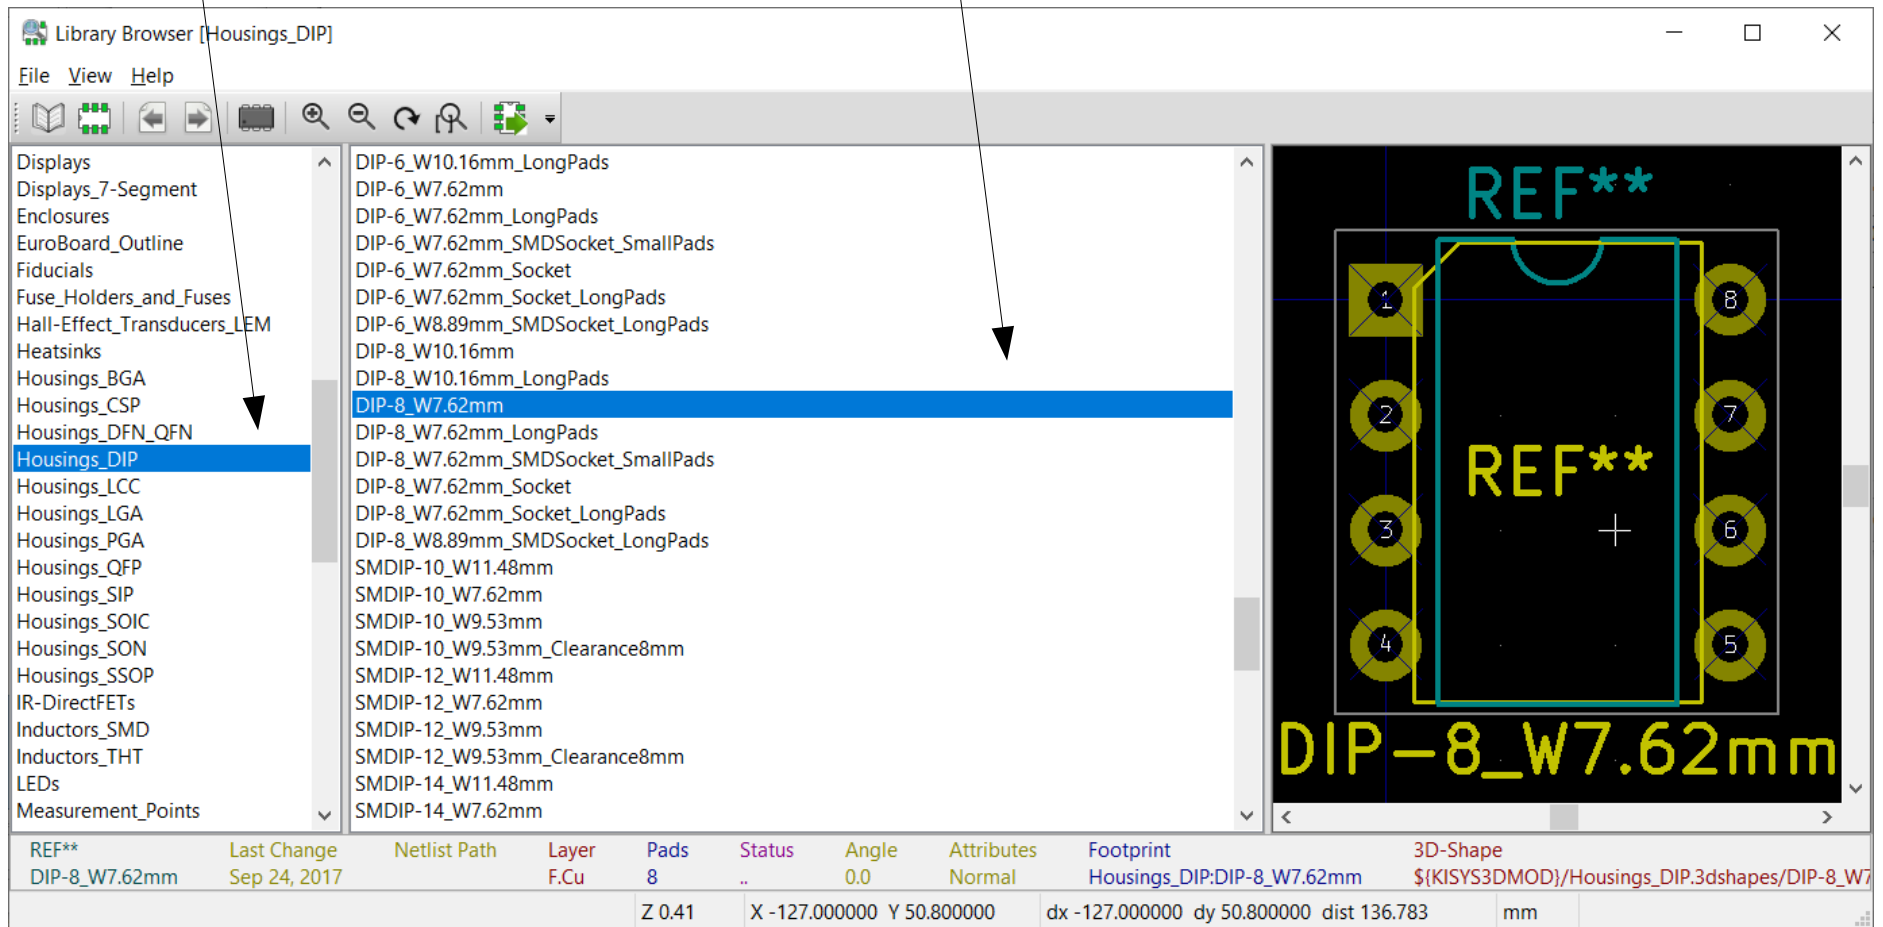 Library Browser [Housings_DIP]
File View Help
Displays
Displays_7-Segment
Enclosures
EuroBoard_Outline
Fiducials
Fuse_Holders_and_Fuses
Hall-Effect_Transducers_LEM
Heatsinks
Housings_BGA
Housings_CSP
Housings_DFN_QFN
Housings_DIP
Housings_LCC
Housings_LGA
Housings_PGA
Housings_QFP
Housings_SIP
Housings_SOIC
Housings_SON
Housings_SSOP
IR-DirectFETs
Inductors_SMD
Inductors_THT
LEDs
Measurement_Points
DIP-6_W10.16mm_LongPads
DIP-6_W7.62mm
DIP-6_W7.62mm_LongPads
DIP-6_W7.62mm_SMDSocket_SmallPads
DIP-6_W7.62mm_Socket
DIP-6_W7.62mm_Socket_LongPads
DIP-6_W8.89mm_SMDSocket_LongPads
DIP-8_W10.16mm
DIP-8_W10.16mm_LongPads
DIP-8_W7.62mm
DIP-8_W7.62mm_LongPads
DIP-8_W7.62mm_SMDSocket_SmallPads
DIP-8_W7.62mm_Socket
DIP-8_W7.62mm_Socket_LongPads
DIP-8_W8.89mm_SMDSocket_LongPads
SMDIP-10_W11.48mm
SMDIP-10_W7.62mm
SMDIP-10_W9.53mm
SMDIP-10_W9.53mm_Clearance8mm
SMDIP-12_W11.48mm
SMDIP-12_W7.62mm
SMDIP-12_W9.53mm
SMDIP-12_W9.53mm_Clearance8mm
SMDIP-14_W11.48mm
SMDIP-14_W7.62mm
REF**
1 8
2 7
REF**
3 6
4 5
DIP-8_W7.62mm
REF** Last Change Netlist Path Layer Pads Status Angle Attributes Footprint 3D-Shape
DIP-8_W7.62mm Sep 24, 2017 F.Cu 8 .. 0.0 Normal Housings_DIP:DIP-8_W7.62mm ${KISYS3DMOD}/Housings_DIP.3dshapes/DIP-8_W7
Z 0.41 X -127.000000 Y 50.800000 dx -127.000000 dy 50.800000 dist 136.783 mm